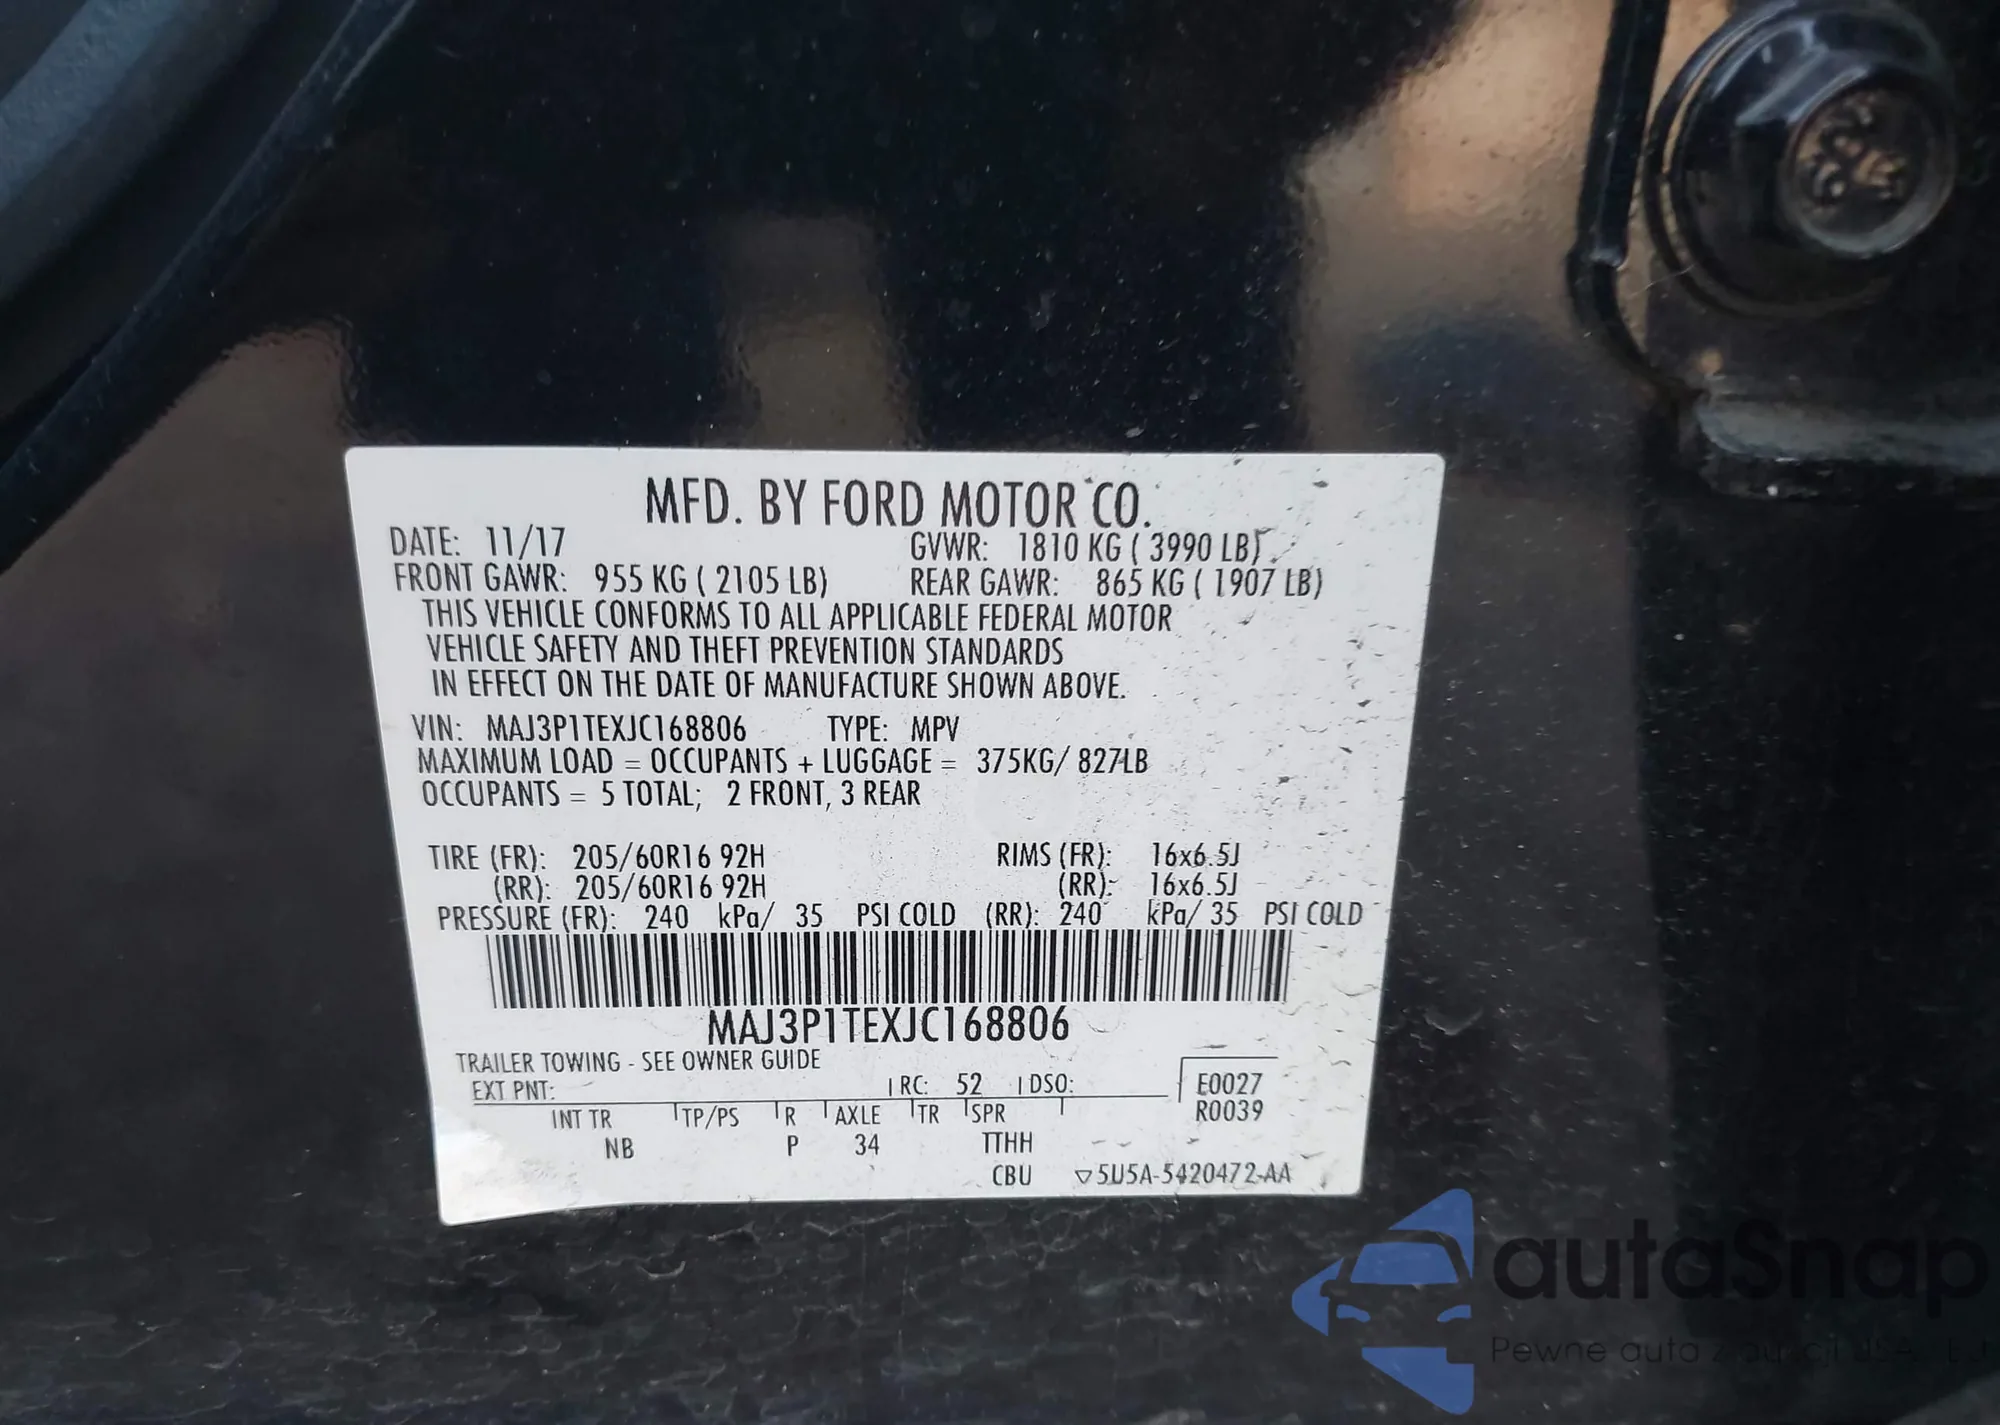 MFD. BY FORD MOTOR CO.
DATE: 11/17 GVWR: 1810 KG ( 3990 LB)
FRONT GAWR: 955 KG ( 2105 LB) REAR GAWR: 865 KG ( 1907 LB)
THIS VEHICLE CONFORMS TO ALL APPLICABLE FEDERAL MOTOR
VEHICLE SAFETY AND THEFT PREVENTION STANDARDS
IN EFFECT ON THE DATE OF MANUFACTURE SHOWN ABOVE.
VIN: MAJ3P1TEXJC168806 TYPE: MPV
MAXIMUM LOAD = OCCUPANTS + LUGGAGE = 375KG/ 827LB
OCCUPANTS = 5 TOTAL; 2 FRONT, 3 REAR
TIRE (FR): 205/60R16 92H RIMS (FR): 16x6.5J
(RR): 205/60R16 92H (RR): 16x6.5J
PRESSURE (FR): 240 kPa/ 35 PSI COLD (RR): 240 kPa/ 35 PSI COLD
MAJ3P1TEXJC168806
TRAILER TOWING - SEE OWNER GUIDE
EXT PNT: RC: 52 DSO: E0027
R0039
INT TR TP/PS R AXLE TR SPR
NB P 34 TTHH
CBU ▽5U5A-5420472-AA
autaSnap
Pewne auta z aukcji USA